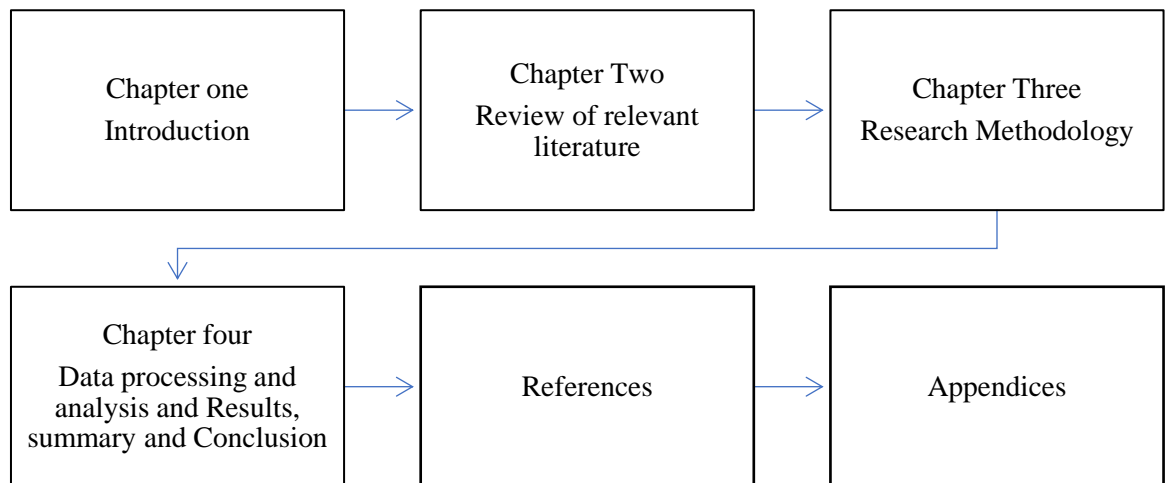 Chapter one
Introduction
Chapter Two
Review of relevant
literature
Chapter Three
Research Methodology
Chapter four
Data processing and
analysis and Results,
summary and Conclusion
References
Appendices